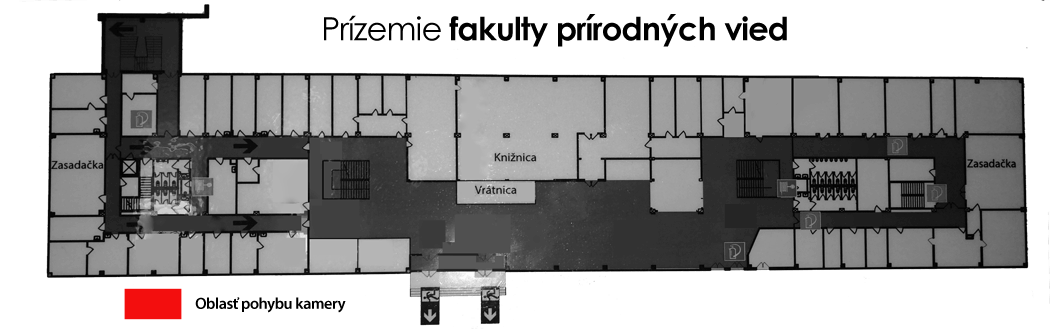 Prízemie fakulty prírodných vied
Zasadačka
Knižnica
Zasadačka
Vrátnica
Oblasť pohybu kamery